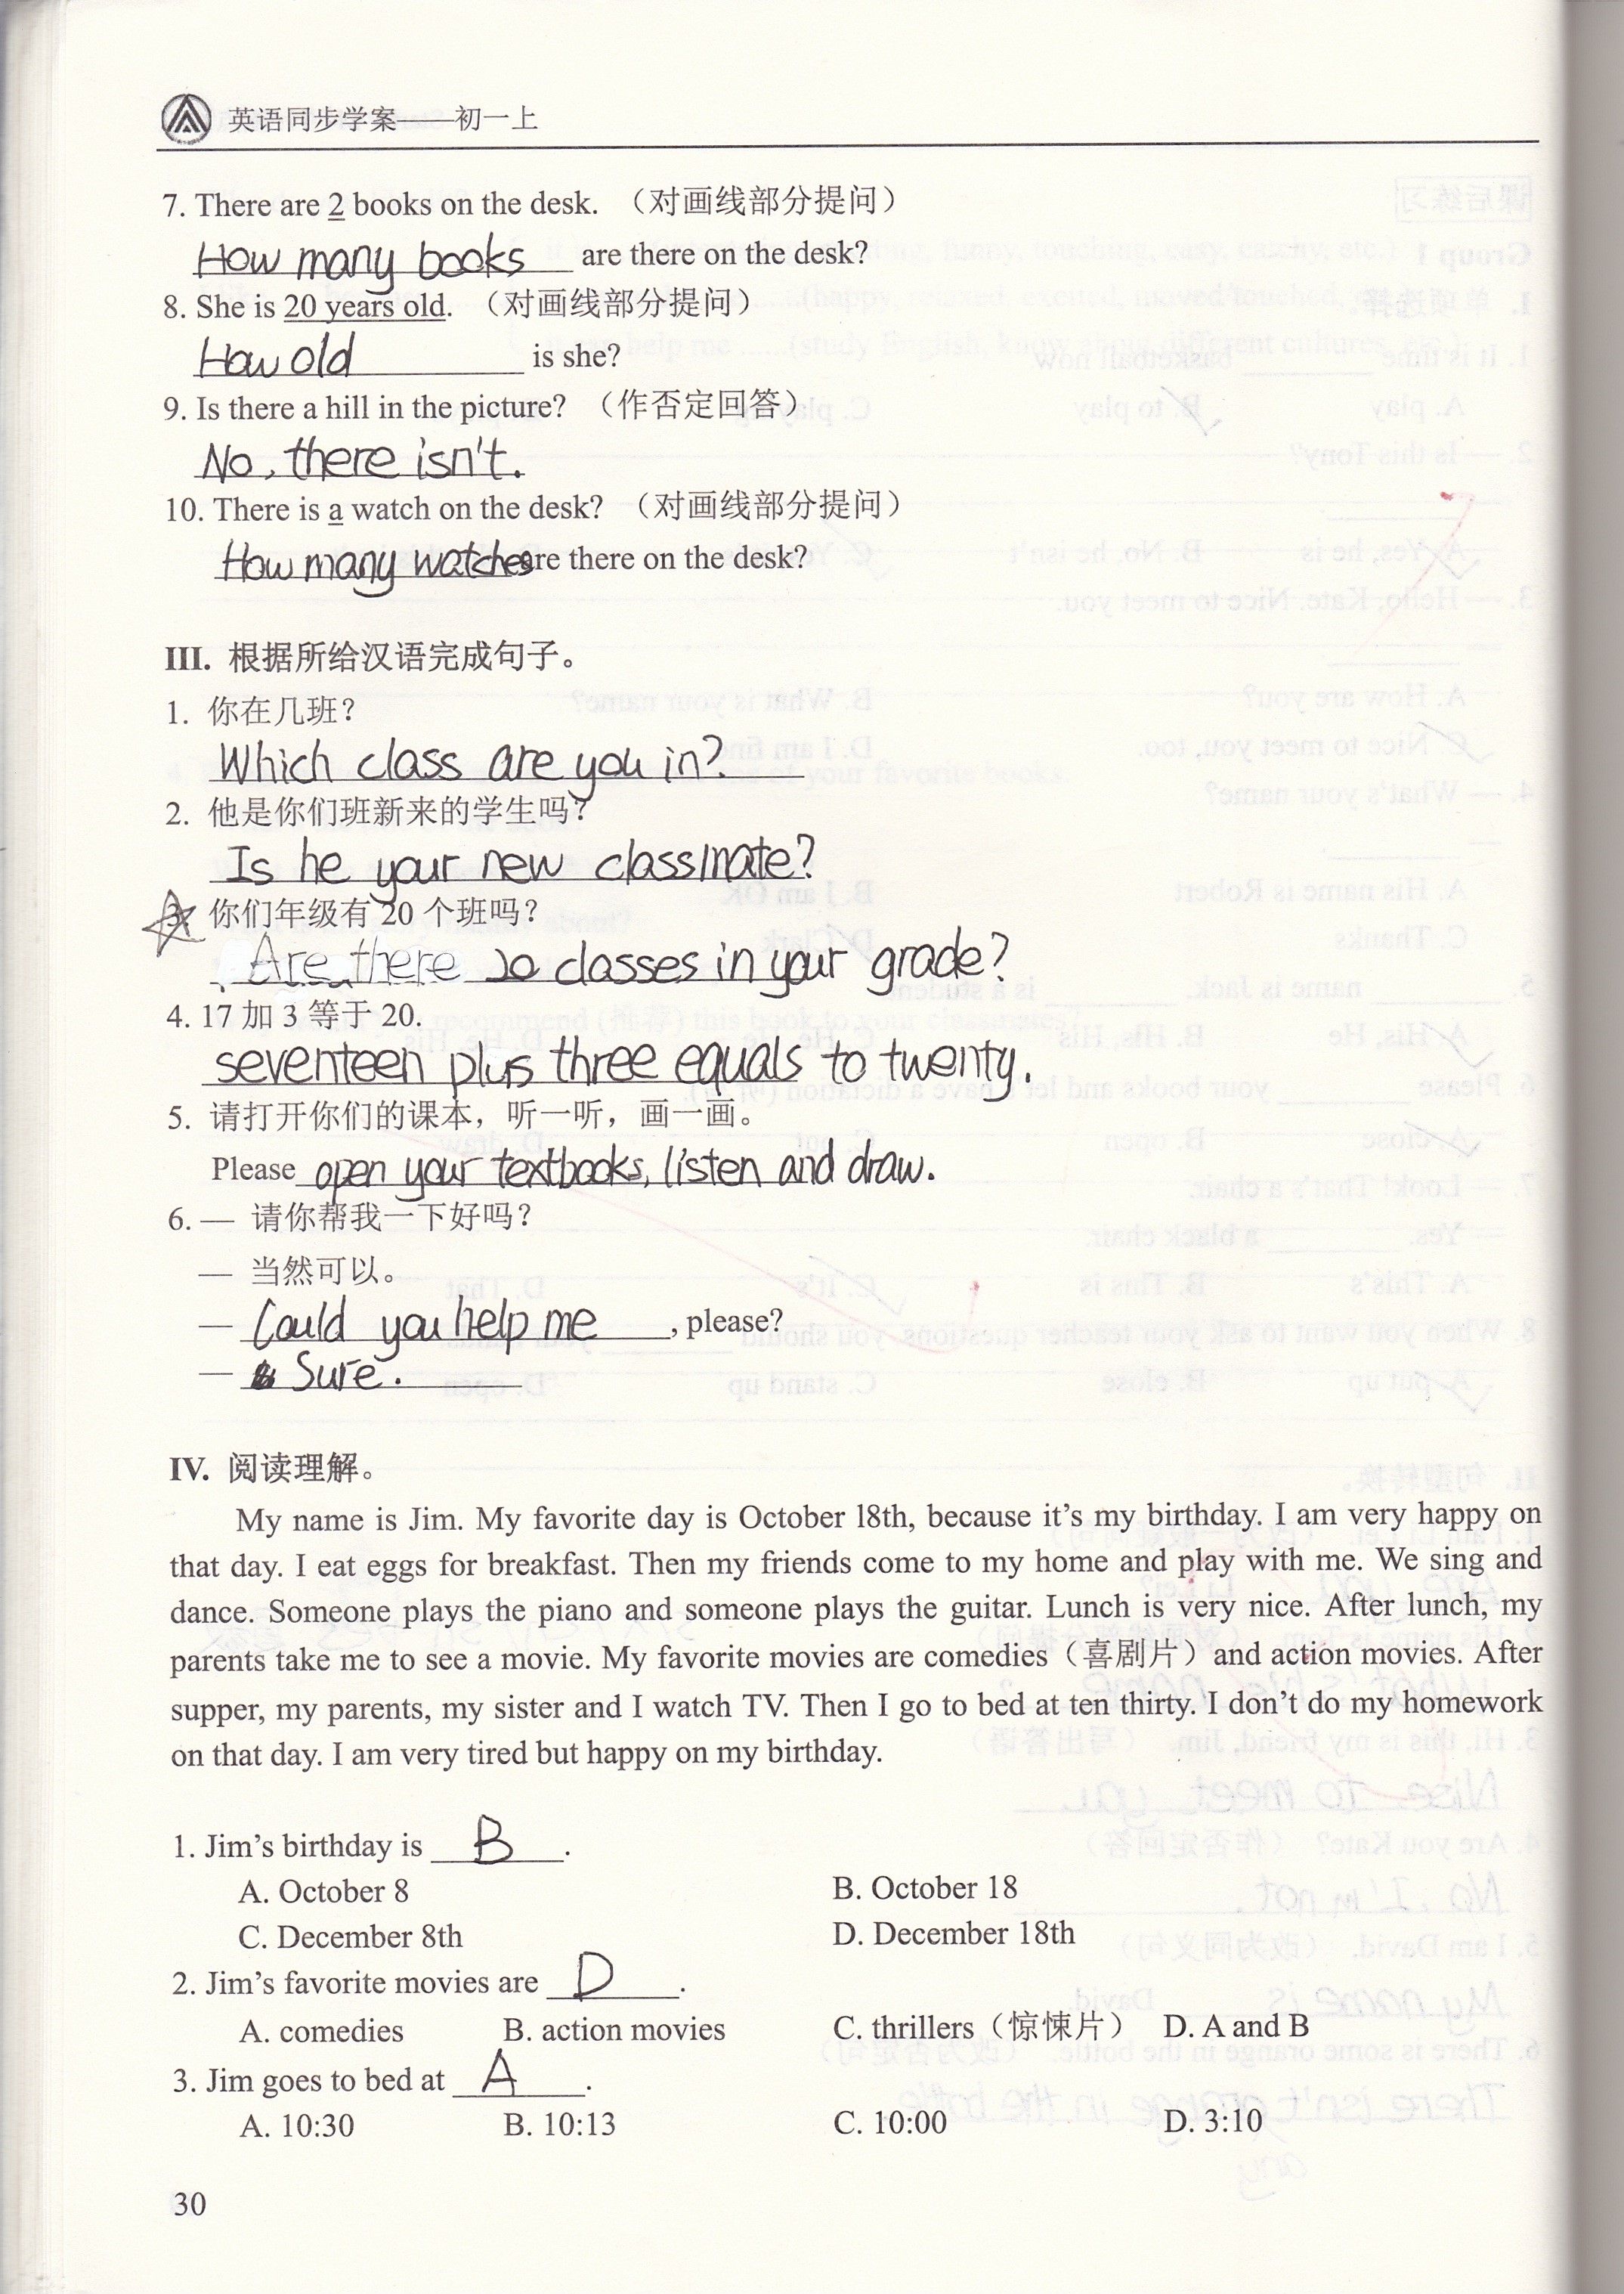 英语同步学案——初一上
7. There are 2 books on the desk. （对画线部分提问）
How many books are there on the desk?
8. She is 20 years old. （对画线部分提问）
How old is she?
9. Is there a hill in the picture? （作否定回答）
No, there isn't.
10. There is a watch on the desk? （对画线部分提问）
How many watches are there on the desk?
III. 根据所给汉语完成句子。
1. 你在几班？
Which class are you in?
2. 他是你们班新来的学生吗？
Is he your new classmate?
3. 你们年级有 20 个班吗？
Are there 20 classes in your grade?
4. 17 加 3 等于 20.
seventeen plus three equals to twenty.
5. 请打开你们的课本，听一听，画一画。
Please open your textbooks, listen and draw.
6. — 请你帮我一下好吗？
— 当然可以。
— Could you help me, please?
— Sure.
IV. 阅读理解。
My name is Jim. My favorite day is October 18th, because it's my birthday. I am very happy on
that day. I eat eggs for breakfast. Then my friends come to my home and play with me. We sing and
dance. Someone plays the piano and someone plays the guitar. Lunch is very nice. After lunch, my
parents take me to see a movie. My favorite movies are comedies（喜剧片）and action movies. After
supper, my parents, my sister and I watch TV. Then I go to bed at ten thirty. I don't do my homework
on that day. I am very tired but happy on my birthday.
1. Jim's birthday is B.
A. October 8 B. October 18
C. December 8th D. December 18th
2. Jim's favorite movies are D.
A. comedies B. action movies C. thrillers（惊悚片） D. A and B
3. Jim goes to bed at A.
A. 10:30 B. 10:13 C. 10:00 D. 3:10
30